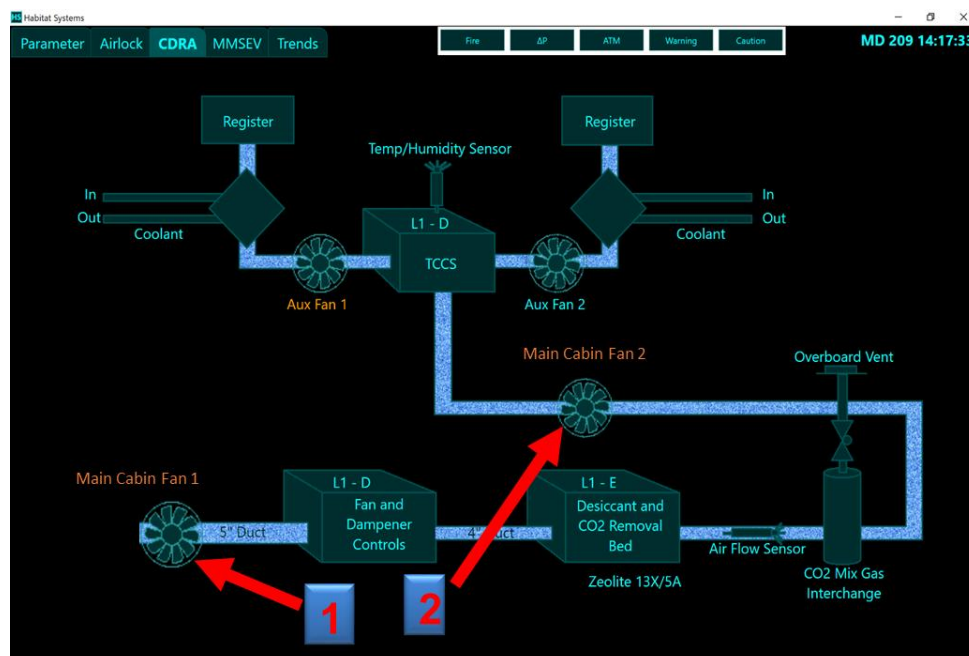 HS Habitat Systems
Parameter Airlock CDRA MMSEV Trends
Fire ΔP ATM Warning Caution
MD 209 14:17:33
Register
Register
Temp/Humidity Sensor
In
Out
Coolant
L1 - D
TCCS
In
Out
Coolant
Aux Fan 1
Aux Fan 2
Main Cabin Fan 2
Overboard Vent
Main Cabin Fan 1
L1 - D
Fan and
Dampener
Controls
L1 - E
Desiccant and
CO2 Removal
Bed
5" Duct
4" Duct
Air Flow Sensor
Zeolite 13X/5A
CO2 Mix Gas
Interchange
1
2